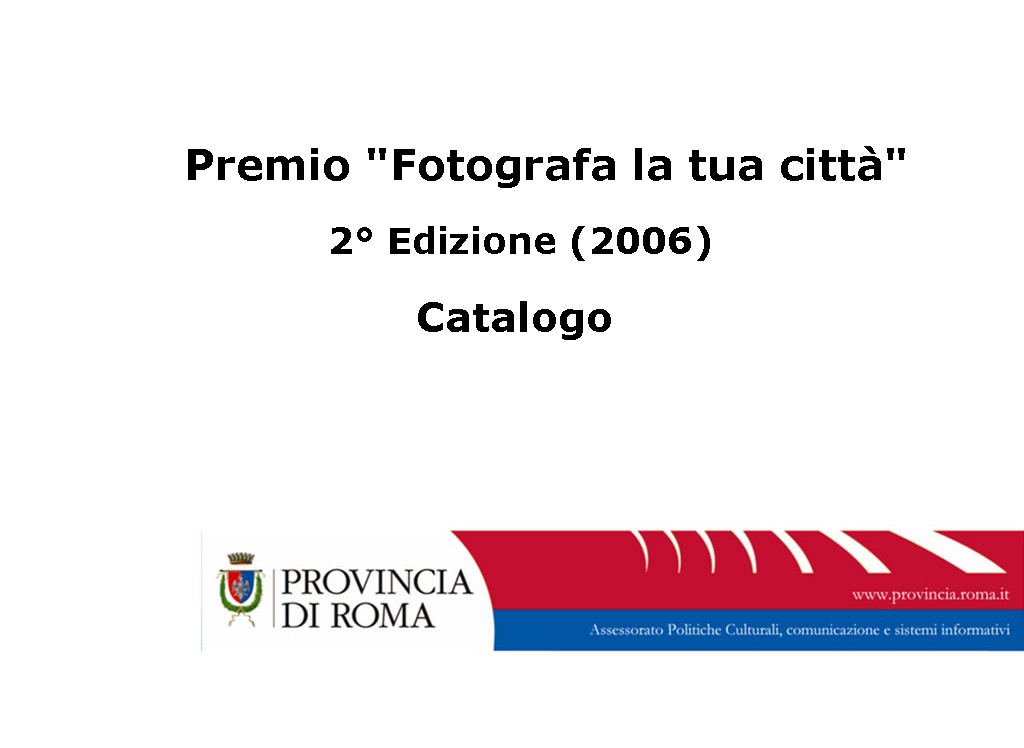 Premio "Fotografa la tua città"
2° Edizione (2006)
Catalogo
PROVINCIA
DI ROMA
www.provincia.roma.it
Assessorato Politiche Culturali, comunicazione e sistemi informativi